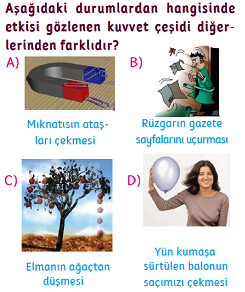 Aşağıdaki durumlardan hangisinde
etkisi gözlenen kuvvet çeşidi diğer-
lerinden farklıdır?
A)
B)
Mıknatısın ataş-
ları çekmesi
Rüzgarın gazete
sayfalarını uçurması
C)
D)
Elmanın ağaçtan
düşmesi
Yün kumaşa
sürtülen balonun
saçımızı çekmesi